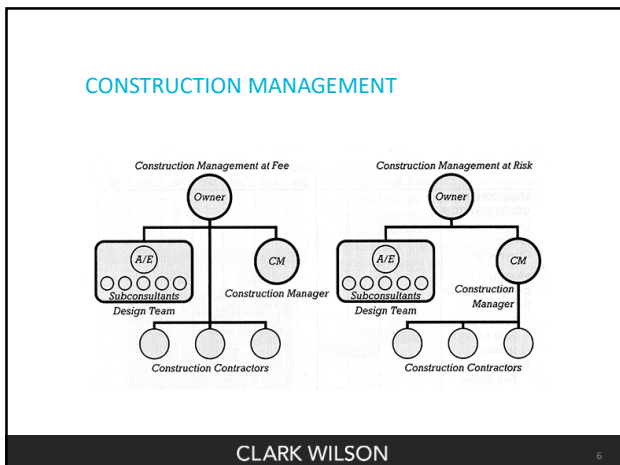 CONSTRUCTION MANAGEMENT
Construction Management at Fee
Owner
A/E
Subconsultants
Design Team
CM
Construction Manager
Construction Contractors
Construction Management at Risk
Owner
A/E
Subconsultants
Design Team
CM
Construction
Manager
Construction Contractors
CLARK WILSON
6